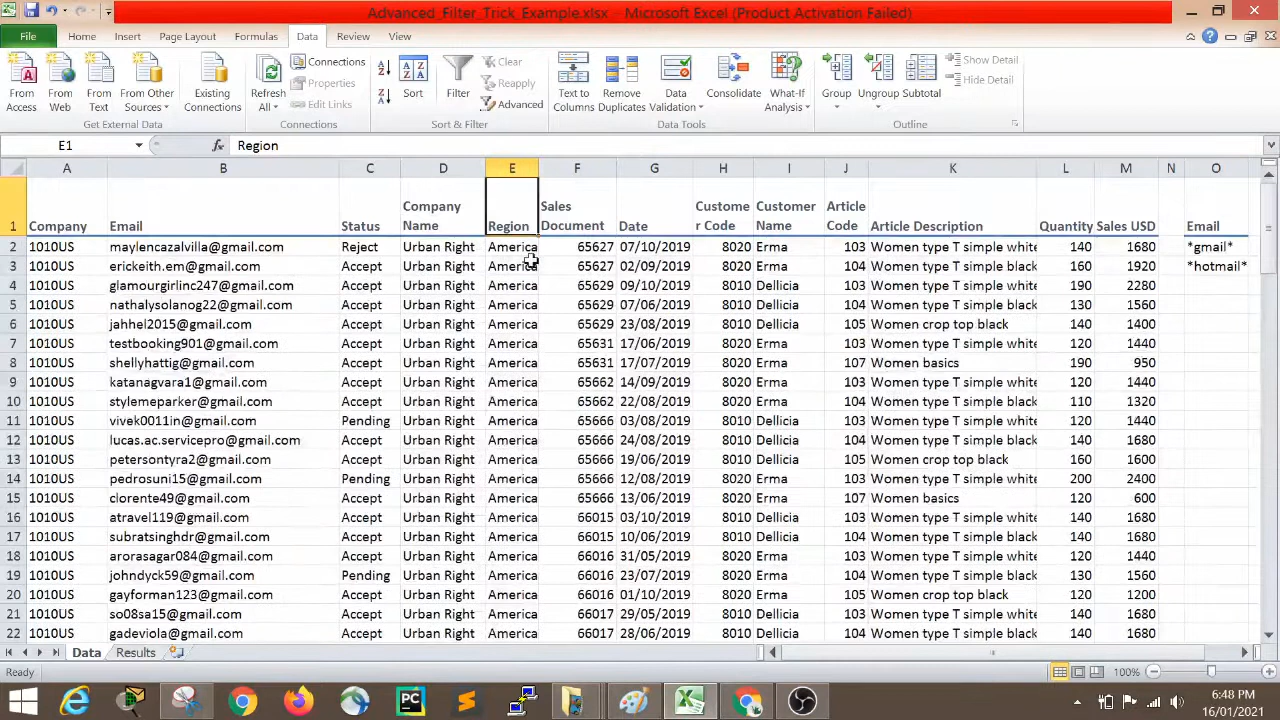 Advanced_Filter_Trick_Example.xlsx - Microsoft Excel (Product Activation Failed)
File Home Insert Page Layout Formulas Data Review View
From Access
From Web
From Text
From Other Sources
Existing Connections
Get External Data
Refresh All
Connections
Properties
Edit Links
Connections
Sort
Filter
Clear
Reapply
Advanced
Sort & Filter
Text to Columns
Remove Duplicates
Data Validation
Consolidate
What-If Analysis
Data Tools
Group
Ungroup
Subtotal
Show Detail
Hide Detail
Outline
E1 fx Region
A B C D E F G H I J K L M N O
1 Company Email Status Company Name Region Sales Document Date Customer Code Customer Name Article Code Article Description Quantity Sales USD Email
2 1010US maylencazalvilla@gmail.com Reject Urban Right America 65627 07/10/2019 8020 Erma 103 Women type T simple white 140 1680 *gmail*
3 1010US erickeith.em@gmail.com Accept Urban Right America 65627 02/09/2019 8020 Erma 104 Women type T simple black 160 1920 *hotmail*
4 1010US glamourgirlinc247@gmail.com Accept Urban Right America 65629 09/10/2019 8010 Dellicia 103 Women type T simple white 190 2280
5 1010US nathalysolanog22@gmail.com Accept Urban Right America 65629 07/06/2019 8010 Dellicia 104 Women type T simple black 130 1560
6 1010US jahhel2015@gmail.com Accept Urban Right America 65629 23/08/2019 8010 Dellicia 105 Women crop top black 140 1400
7 1010US testbooking901@gmail.com Accept Urban Right America 65631 17/06/2019 8020 Erma 103 Women type T simple white 120 1440
8 1010US shellyhattig@gmail.com Accept Urban Right America 65631 17/07/2019 8020 Erma 107 Women basics 190 950
9 1010US katanagvara1@gmail.com Accept Urban Right America 65662 14/09/2019 8020 Erma 103 Women type T simple white 120 1440
10 1010US stylemeparker@gmail.com Accept Urban Right America 65662 22/08/2019 8020 Erma 104 Women type T simple black 110 1320
11 1010US vivek0011in@gmail.com Pending Urban Right America 65666 03/08/2019 8010 Dellicia 103 Women type T simple white 120 1440
12 1010US lucas.ac.servicepro@gmail.com Accept Urban Right America 65666 24/08/2019 8010 Dellicia 104 Women type T simple black 140 1680
13 1010US petersontyra2@gmail.com Accept Urban Right America 65666 19/06/2019 8010 Dellicia 105 Women crop top black 160 1600
14 1010US pedrosuni15@gmail.com Pending Urban Right America 65666 12/08/2019 8020 Erma 103 Women type T simple white 200 2400
15 1010US clorente49@gmail.com Accept Urban Right America 65666 13/06/2019 8020 Erma 107 Women basics 120 600
16 1010US atravel119@gmail.com Accept Urban Right America 66015 03/10/2019 8010 Dellicia 103 Women type T simple white 140 1680
17 1010US subratsinghdr@gmail.com Accept Urban Right America 66015 10/06/2019 8010 Dellicia 104 Women type T simple black 140 1680
18 1010US arorasagar084@gmail.com Accept Urban Right America 66016 31/05/2019 8020 Erma 103 Women type T simple white 120 1440
19 1010US johndyck59@gmail.com Pending Urban Right America 66016 23/07/2019 8020 Erma 104 Women type T simple black 130 1560
20 1010US gayforman123@gmail.com Accept Urban Right America 66016 01/10/2019 8020 Erma 105 Women crop top black 120 1200
21 1010US so08sa15@gmail.com Accept Urban Right America 66017 29/05/2019 8010 Dellicia 103 Women type T simple white 140 1680
22 1010US gadeviola@gmail.com Accept Urban Right America 66017 28/06/2019 8010 Dellicia 104 Women type T simple black 140 1680
Data Results
Ready 100%
PC
6:48 PM
16/01/2021